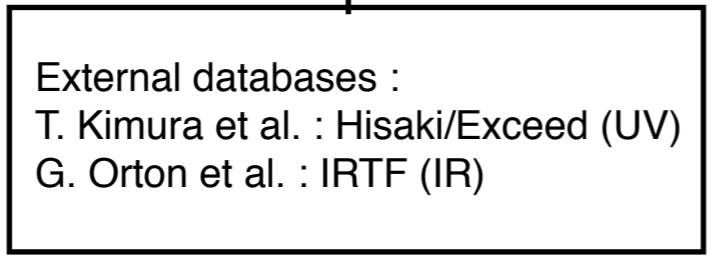 External databases :
T. Kimura et al. : Hisaki/Exceed (UV)
G. Orton et al. : IRTF (IR)